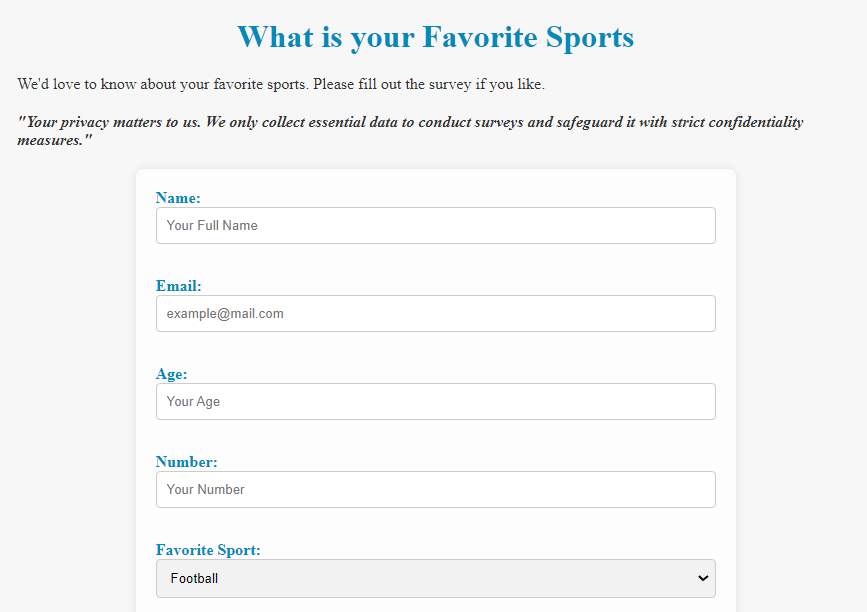 What is your Favorite Sports
We'd love to know about your favorite sports. Please fill out the survey if you like.
"Your privacy matters to us. We only collect essential data to conduct surveys and safeguard it with strict confidentiality
measures."
Name:
Your Full Name
Email:
example@mail.com
Age:
Your Age
Number:
Your Number
Favorite Sport:
Football